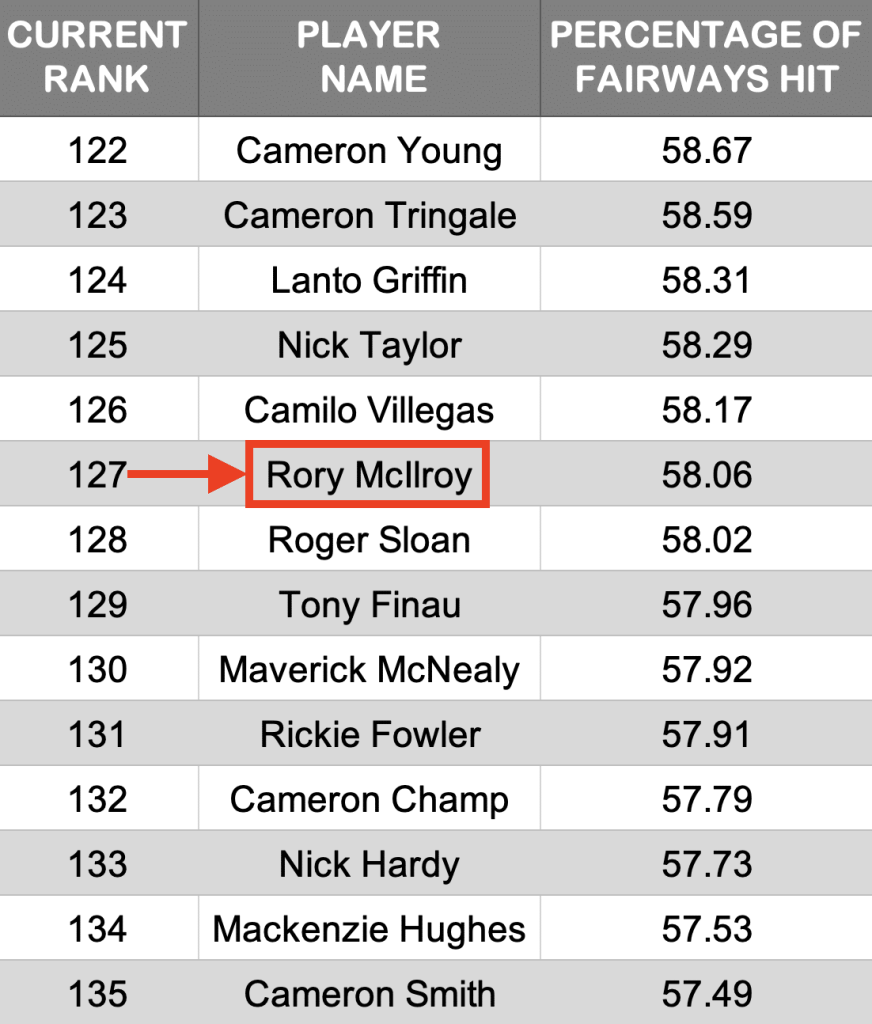 CURRENT RANK PLAYER NAME PERCENTAGE OF FAIRWAYS HIT
122 Cameron Young 58.67
123 Cameron Tringale 58.59
124 Lanto Griffin 58.31
125 Nick Taylor 58.29
126 Camilo Villegas 58.17
127 Rory McIlroy 58.06
128 Roger Sloan 58.02
129 Tony Finau 57.96
130 Maverick McNealy 57.92
131 Rickie Fowler 57.91
132 Cameron Champ 57.79
133 Nick Hardy 57.73
134 Mackenzie Hughes 57.53
135 Cameron Smith 57.49